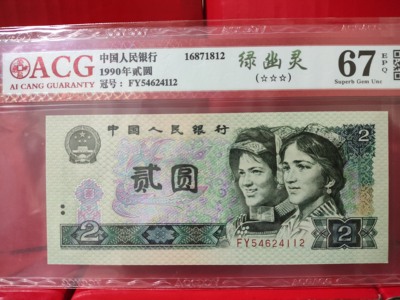 ACG
AI CANG GUARANTY
中国人民银行 16871812
1990年贰圆
冠号：FY54624112
绿幽灵
(☆☆☆)
67 EPQ
Superb Gem Unc
中国人民银行
2
贰圆
2
2
FY54624112